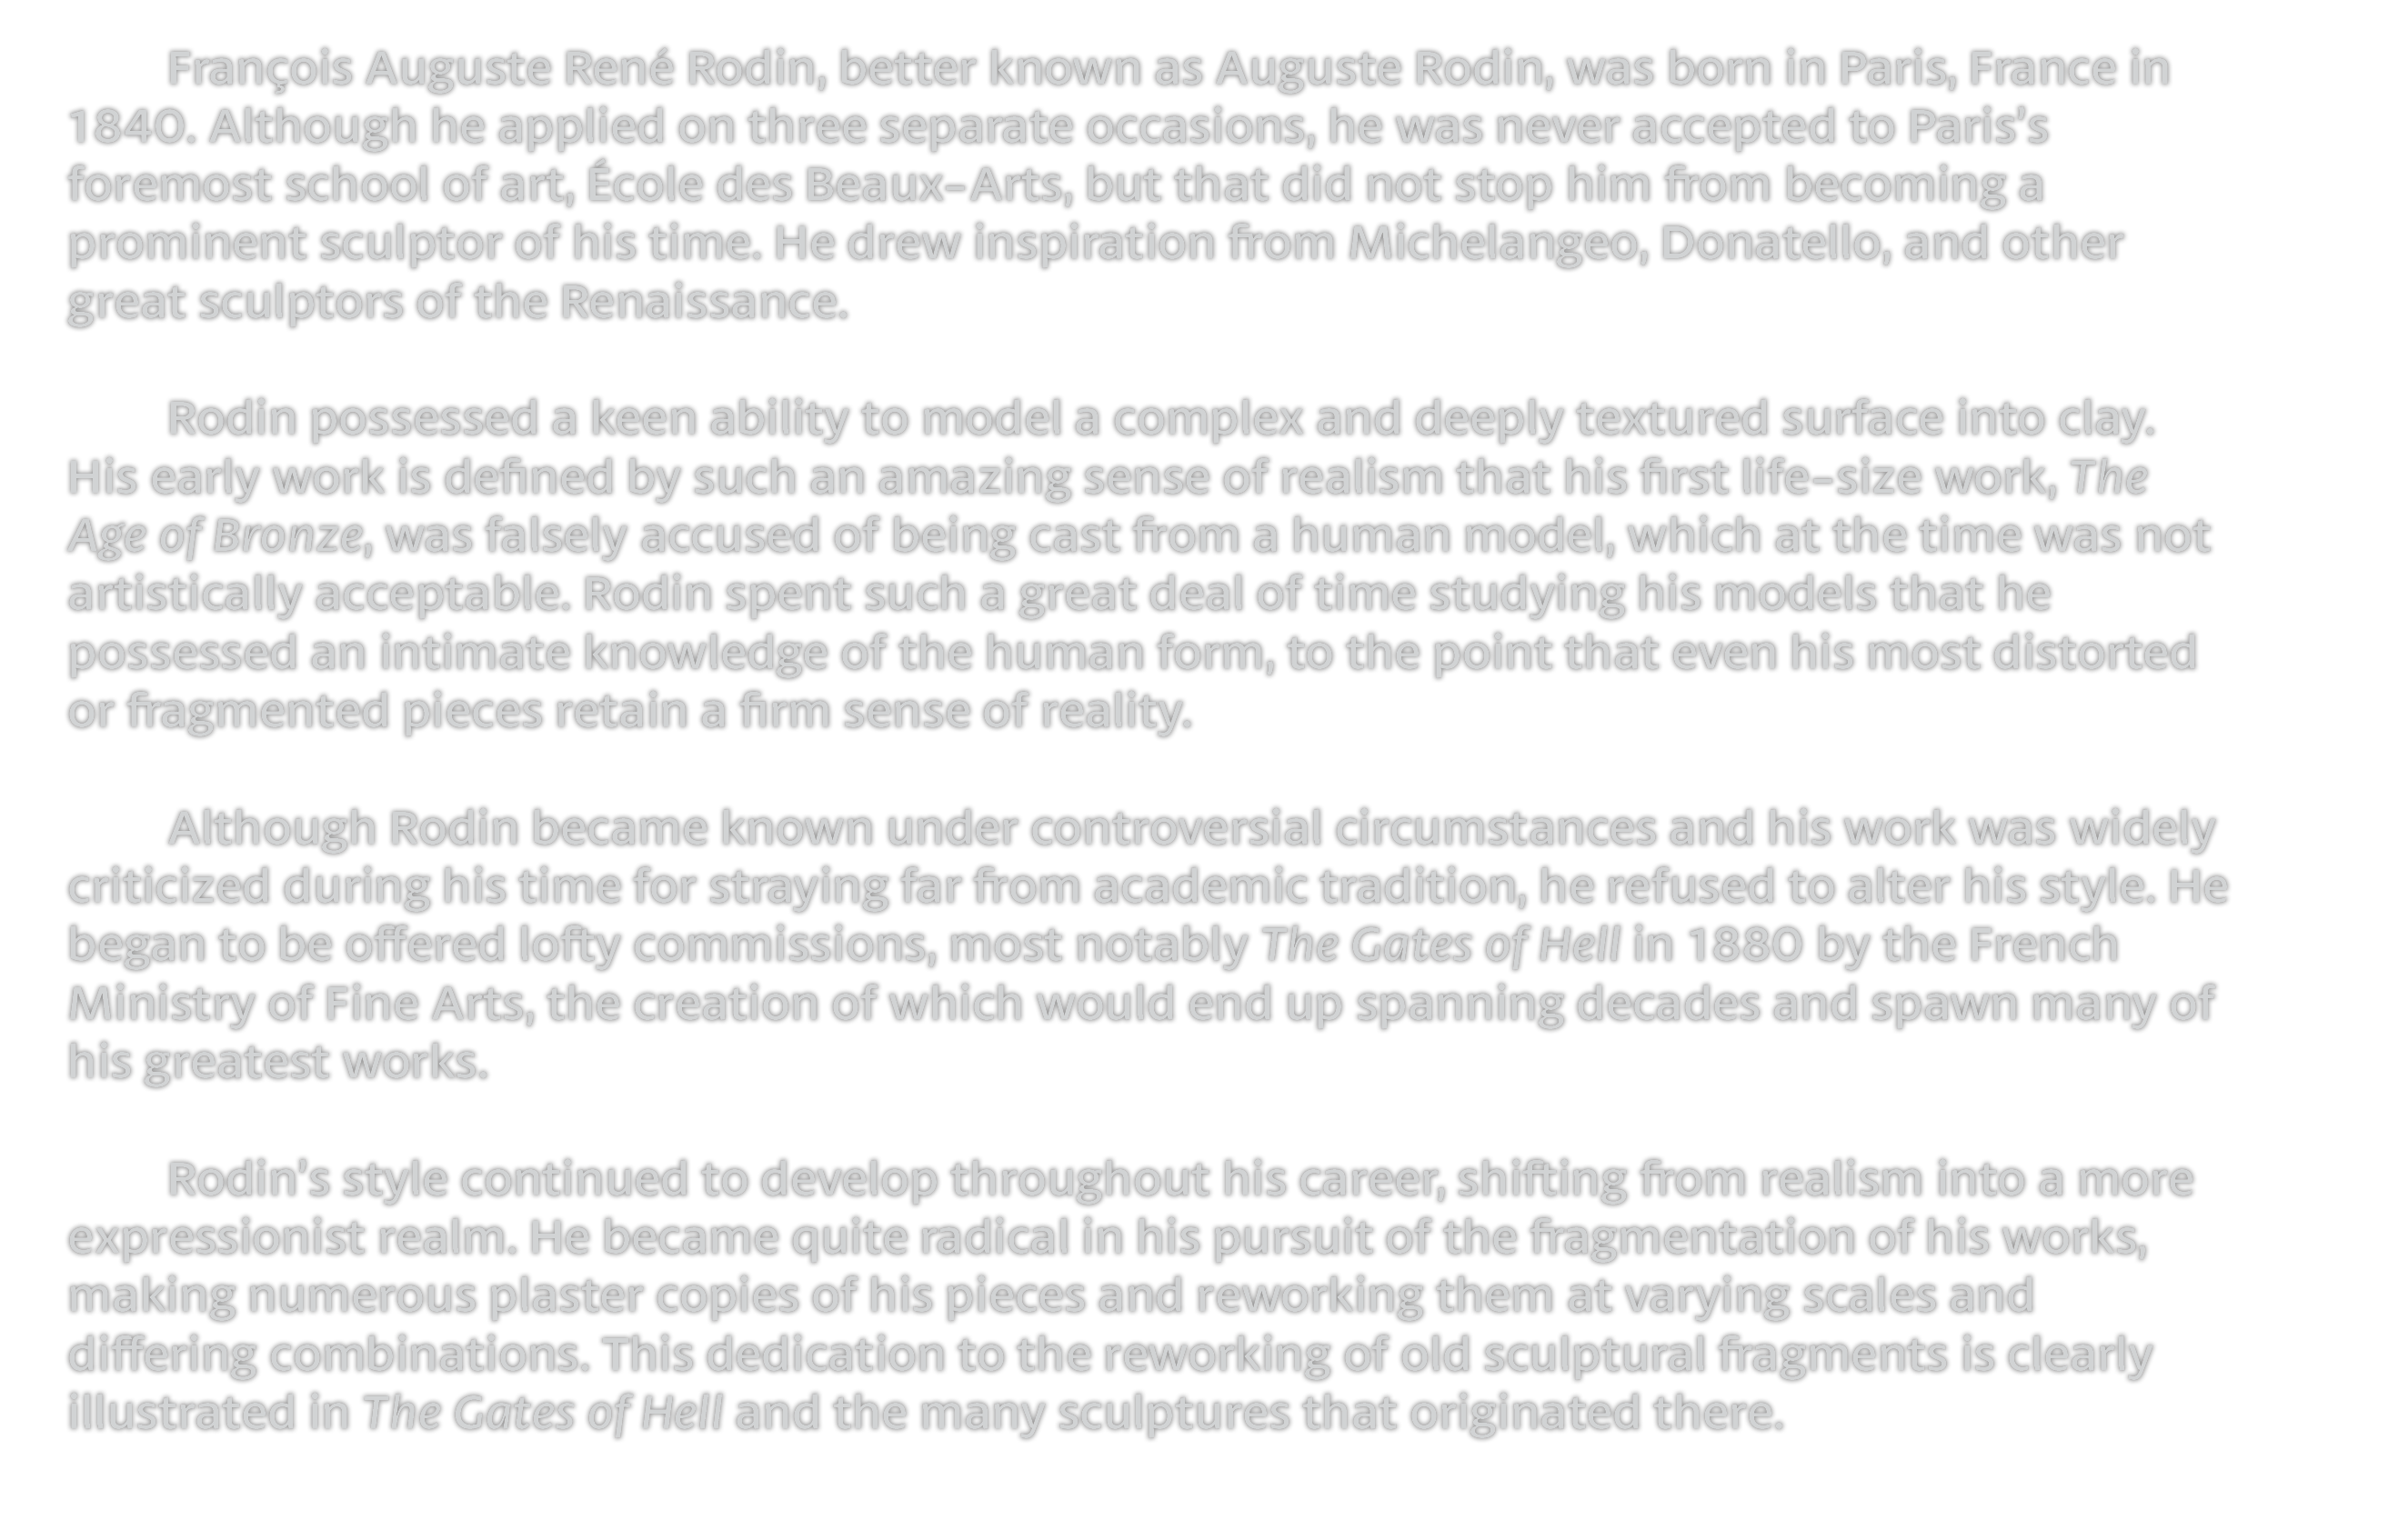 François Auguste René Rodin, better known as Auguste Rodin, was born in Paris, France in
1840. Although he applied on three separate occasions, he was never accepted to Paris's
foremost school of art, École des Beaux-Arts, but that did not stop him from becoming a
prominent sculptor of his time. He drew inspiration from Michelangeo, Donatello, and other
great sculptors of the Renaissance.
Rodin possessed a keen ability to model a complex and deeply textured surface into clay.
His early work is defined by such an amazing sense of realism that his first life-size work, The
Age of Bronze, was falsely accused of being cast from a human model, which at the time was not
artistically acceptable. Rodin spent such a great deal of time studying his models that he
possessed an intimate knowledge of the human form, to the point that even his most distorted
or fragmented pieces retain a firm sense of reality.
Although Rodin became known under controversial circumstances and his work was widely
criticized during his time for straying far from academic tradition, he refused to alter his style. He
began to be offered lofty commissions, most notably The Gates of Hell in 1880 by the French
Ministry of Fine Arts, the creation of which would end up spanning decades and spawn many of
his greatest works.
Rodin's style continued to develop throughout his career, shifting from realism into a more
expressionist realm. He became quite radical in his pursuit of the fragmentation of his works,
making numerous plaster copies of his pieces and reworking them at varying scales and
differing combinations. This dedication to the reworking of old sculptural fragments is clearly
illustrated in The Gates of Hell and the many sculptures that originated there.